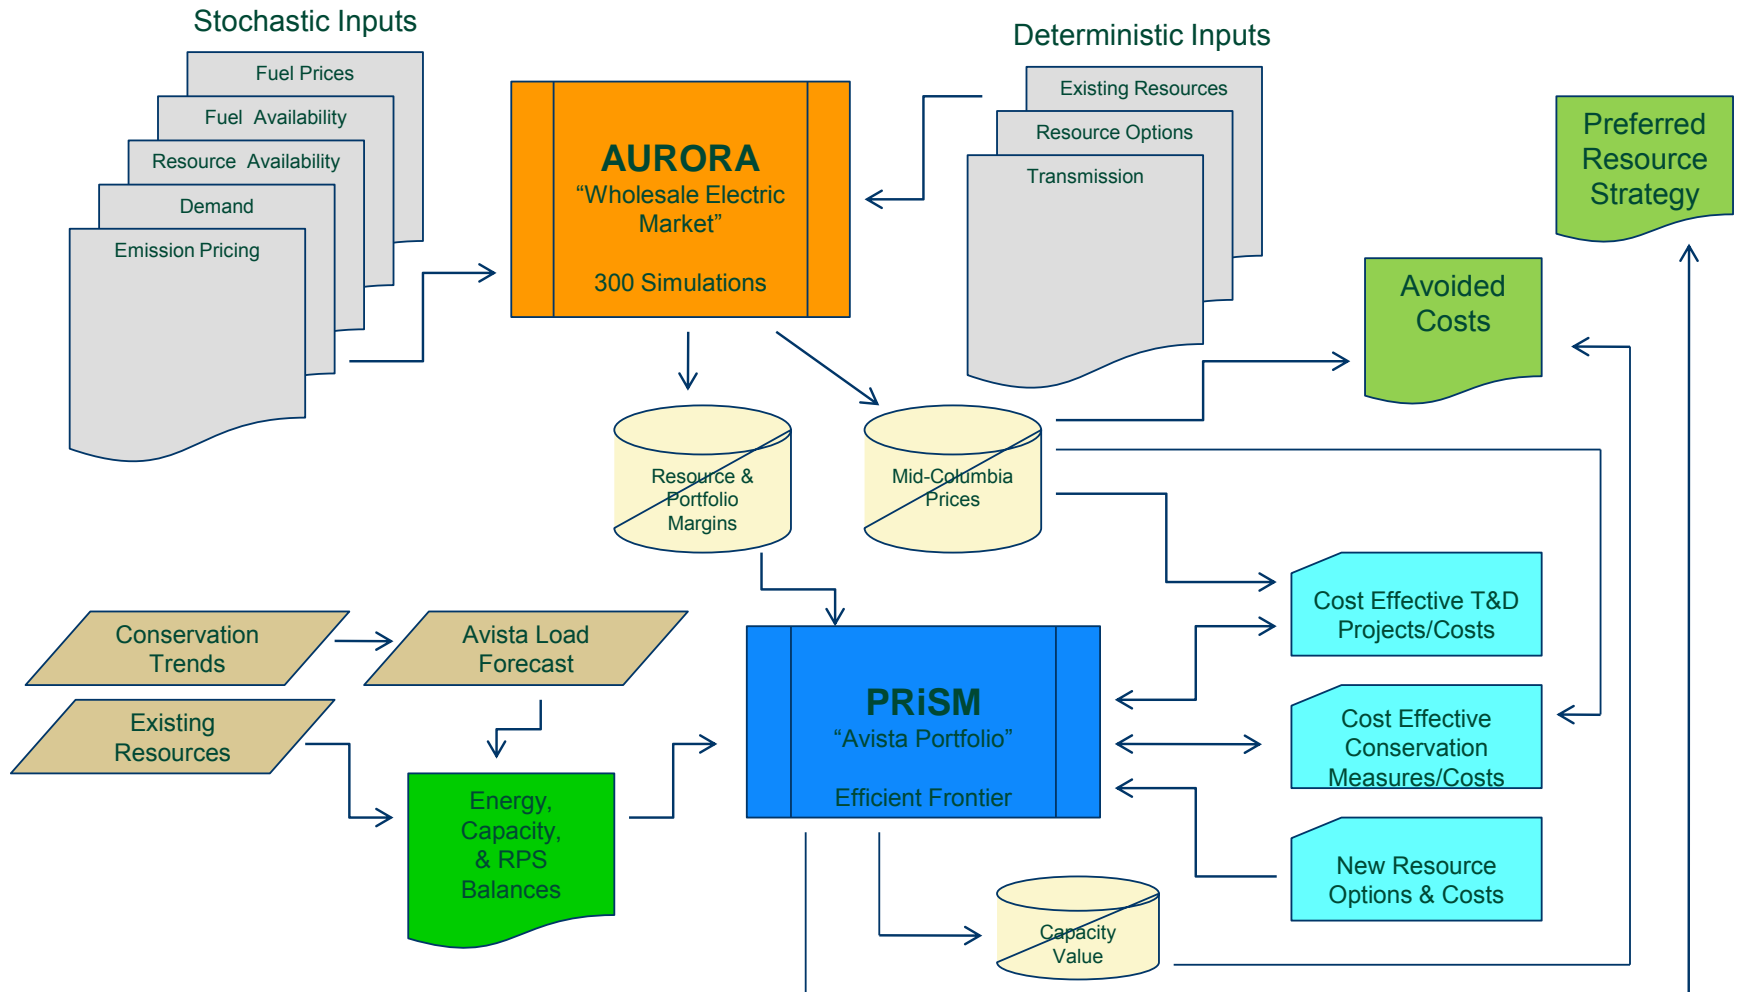 Stochastic Inputs
Deterministic Inputs
Fuel Prices
Fuel Availability
Resource Availability
Demand
Emission Pricing
AURORA
“Wholesale Electric
Market”
300 Simulations
Existing Resources
Resource Options
Transmission
Preferred
Resource
Strategy
Avoided
Costs
Resource &
Portfolio
Margins
Mid-Columbia
Prices
Conservation
Trends
Avista Load
Forecast
Existing
Resources
Energy,
Capacity,
& RPS
Balances
PRiSM
“Avista Portfolio”
Efficient Frontier
Cost Effective T&D
Projects/Costs
Cost Effective
Conservation
Measures/Costs
New Resource
Options & Costs
Capacity
Value